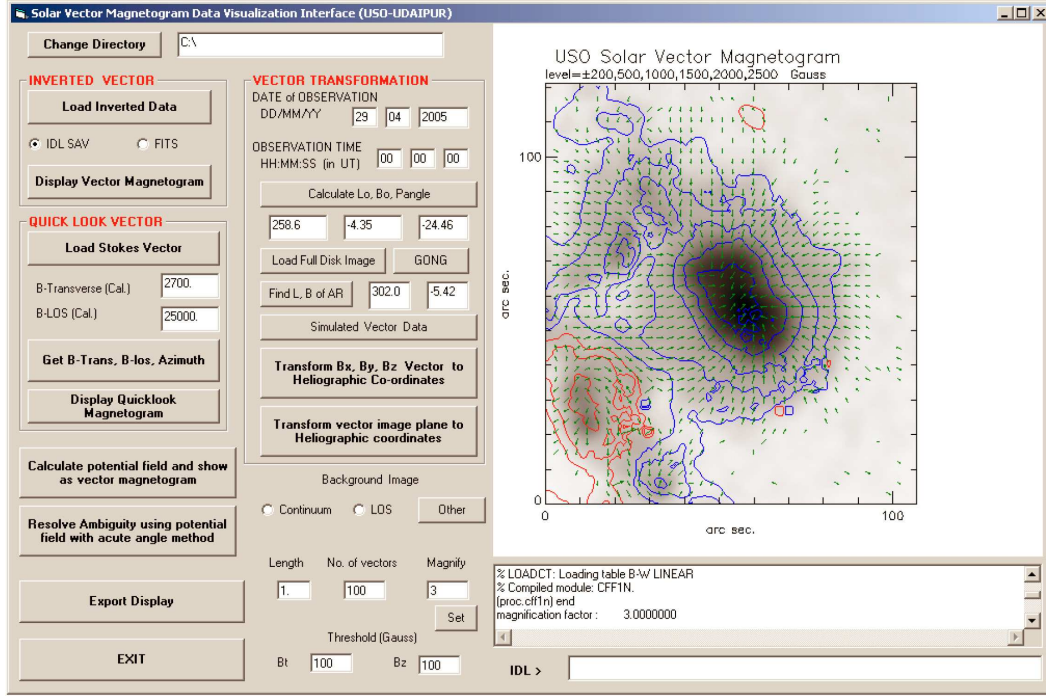 Solar Vector Magnetogram Data Visualization Interface (USO-UDAIPUR)
Change Directory
C:\
INVERTED VECTOR
Load Inverted Data
IDL SAV FITS
Display Vector Magnetogram
QUICK LOOK VECTOR
Load Stokes Vector
B-Transverse (Cal.) 2700.
B-LOS (Cal.) 25000.
Get B-Trans, B-los, Azimuth
Display Quicklook
Magnetogram
Calculate potential field and show
as vector magnetogram
Resolve Ambiguity using potential
field with acute angle method
Export Display
EXIT
VECTOR TRANSFORMATION
DATE of OBSERVATION
DD/MM/YY 29 04 2005
OBSERVATION TIME
HH:MM:SS (in UT) 00 00 00
Calculate Lo, Bo, Pangle
258.6 -4.35 -24.46
Load Full Disk Image GONG
Find L, B of AR 302.0 -5.42
Simulated Vector Data
Transform Bx, By, Bz Vector to
Heliographic Co-ordinates
Transform vector image plane to
Heliographic coordinates
Background Image
Continuum LOS Other
Length No. of vectors Magnify
1. 100 3
Set
Threshold (Gauss)
Bt 100 Bz 100
USO Solar Vector Magnetogram
level=±200,500,1000,1500,2000,2500 Gauss
100
arc sec.
0
0 100
arc sec.
% LOADCT: Loading table B-W LINEAR
% Compiled module: CFF1N.
(proc.cff1n) end
magnification factor : 3.0000000
IDL >